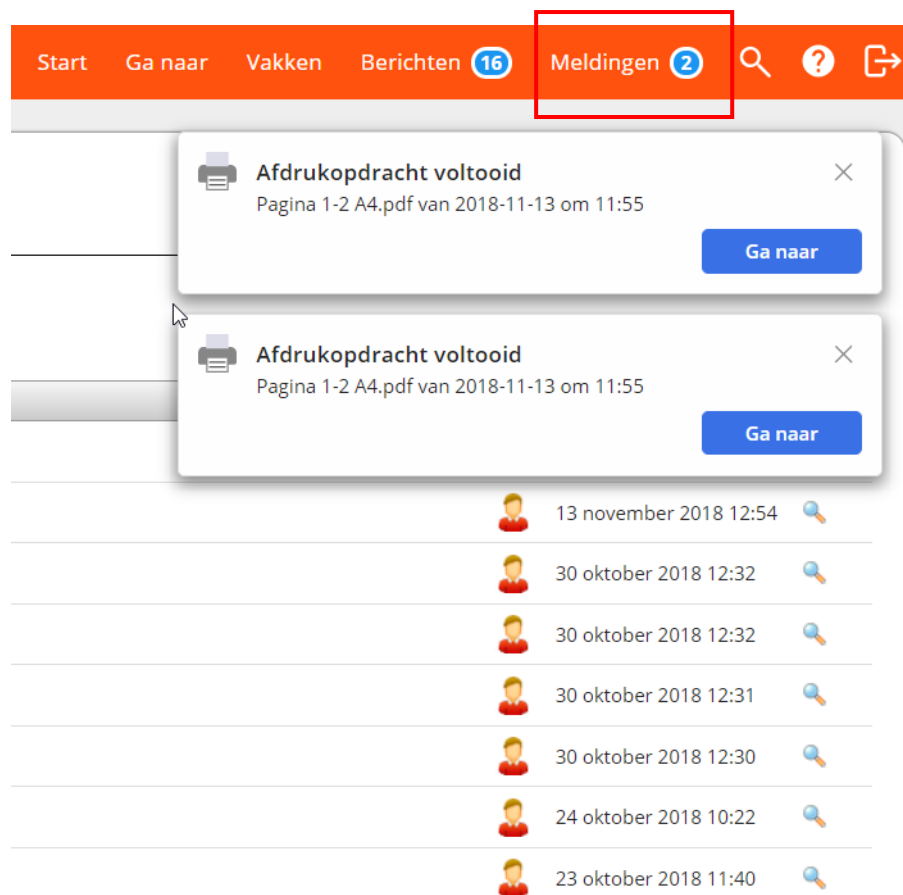 Start Ga naar Vakken Berichten 16 Meldingen 2 ?
Afdrukopdracht voltooid
Pagina 1-2 A4.pdf van 2018-11-13 om 11:55
Ga naar
Afdrukopdracht voltooid
Pagina 1-2 A4.pdf van 2018-11-13 om 11:55
Ga naar
13 november 2018 12:54
30 oktober 2018 12:32
30 oktober 2018 12:32
30 oktober 2018 12:31
30 oktober 2018 12:30
24 oktober 2018 10:22
23 oktober 2018 11:40